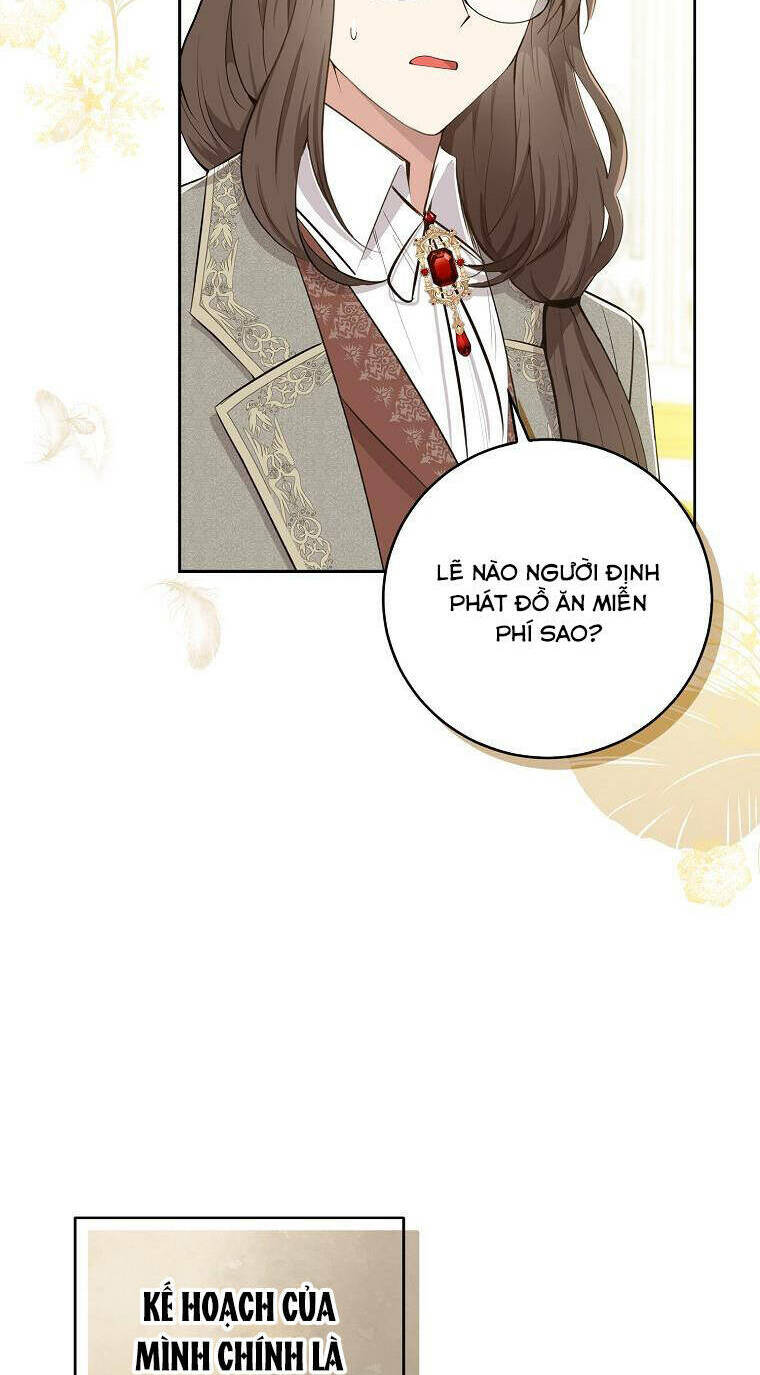 LẼ NÀO NGƯỜI ĐỊNH
PHÁT ĐỒ ĂN MIỄN
PHÍ SAO?
KẾ HOẠCH CỦA
MÌNH CHÍNH LÀ